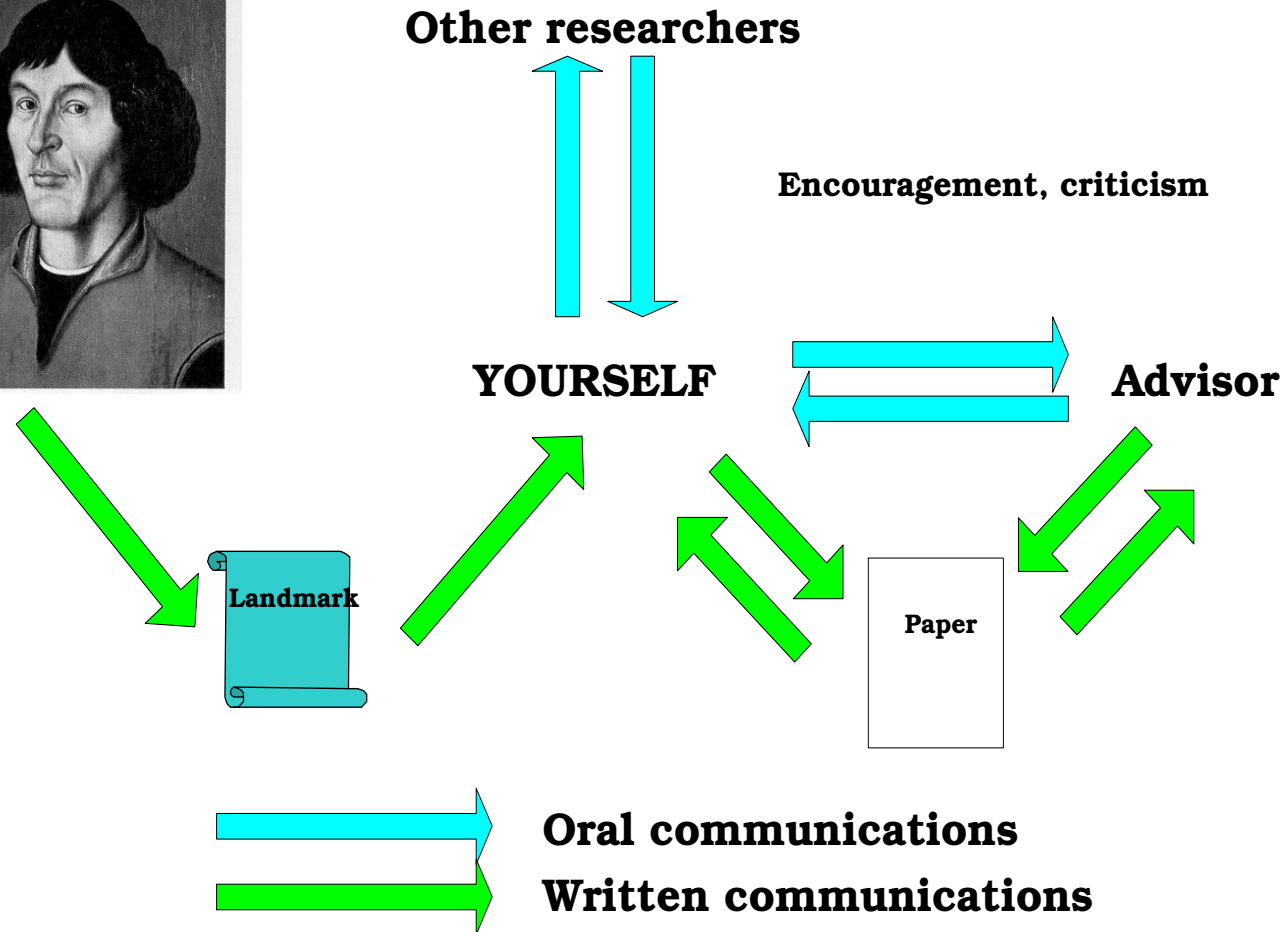 Other researchers
Encouragement, criticism
YOURSELF
Advisor
Landmark
Paper
Oral communications
Written communications